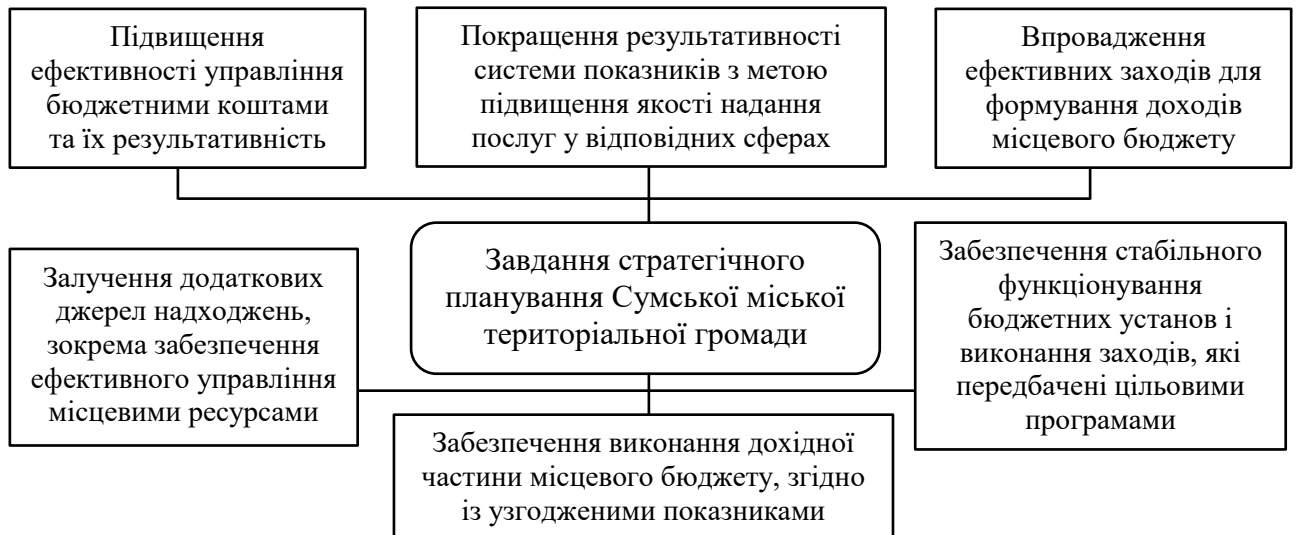 Підвищення
ефективності управління
бюджетними коштами
та їх результативність
Покращення результативності
системи показників з метою
підвищення якості надання
послуг у відповідних сферах
Впровадження
ефективних заходів для
формування доходів
місцевого бюджету
Завдання стратегічного
планування Сумської міської
територіальної громади
Залучення додаткових
джерел надходжень,
зокрема забезпечення
ефективного управління
місцевими ресурсами
Забезпечення стабільного
функціонування
бюджетних установ і
виконання заходів, які
передбачені цільовими
програмами
Забезпечення виконання дохідної
частини місцевого бюджету, згідно
із узгодженими показниками